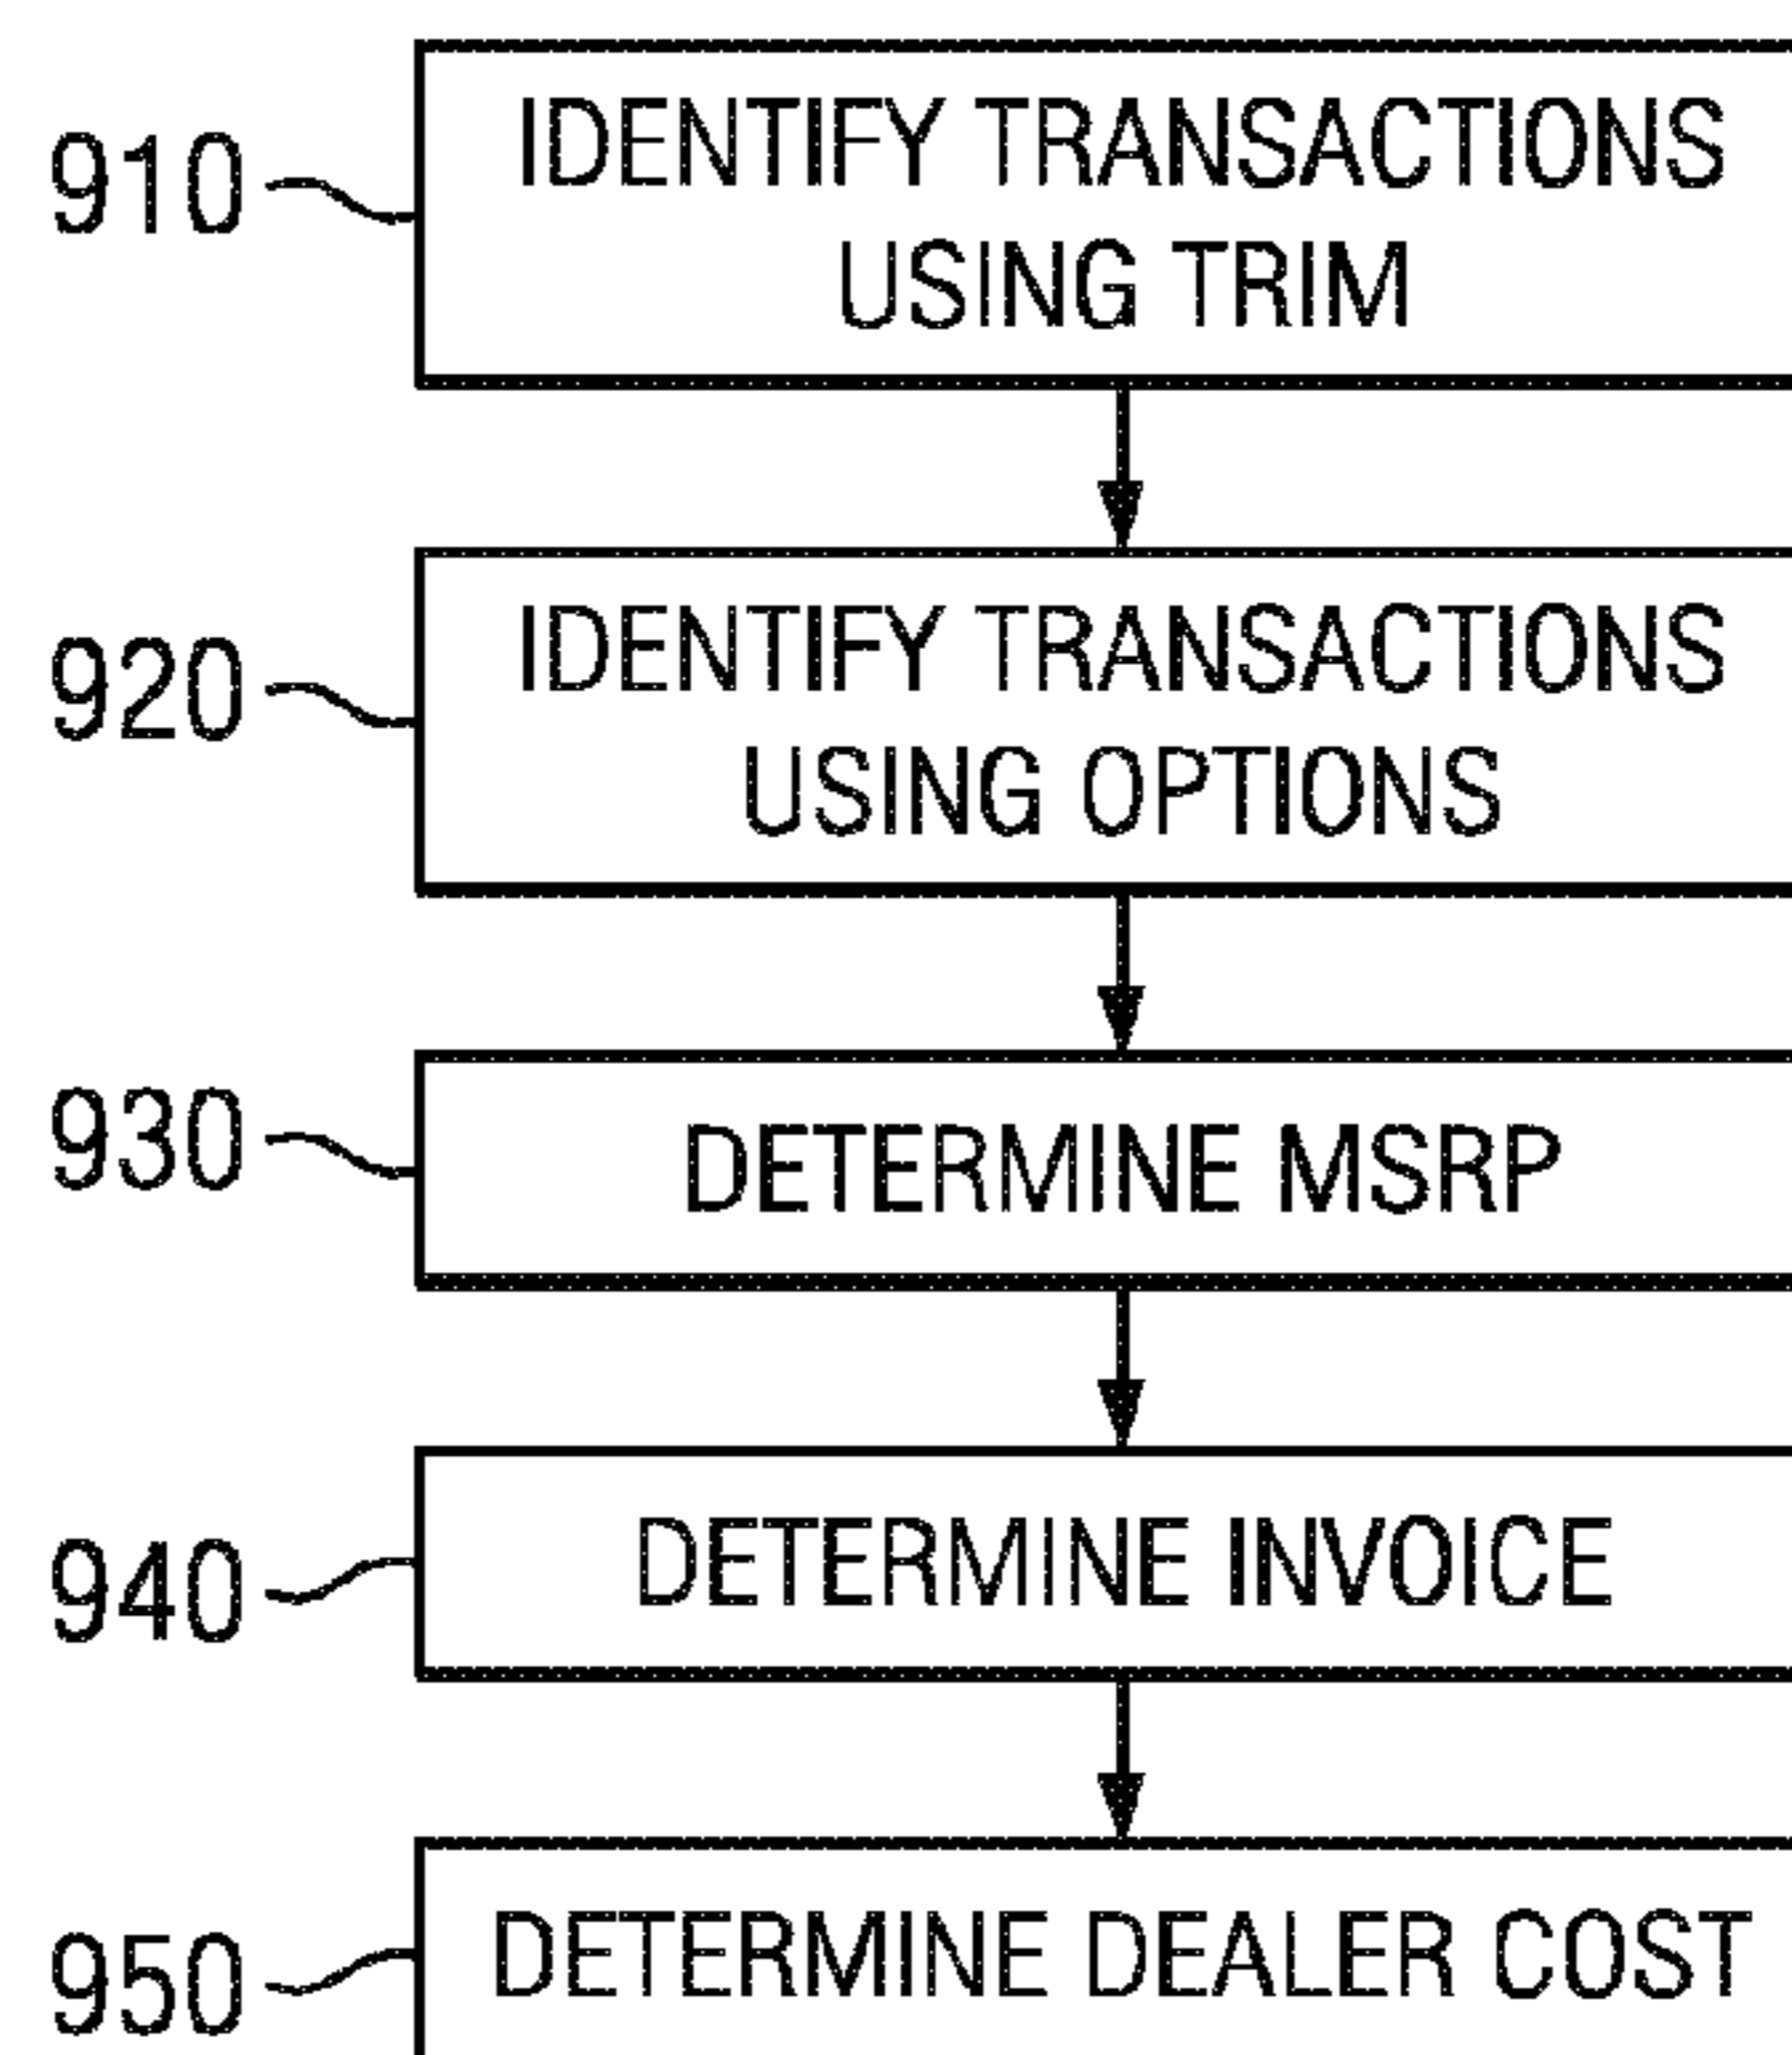 910
IDENTIFY TRANSACTIONS
USING TRIM
920
IDENTIFY TRANSACTIONS
USING OPTIONS
930
DETERMINE MSRP
940
DETERMINE INVOICE
950
DETERMINE DEALER COST